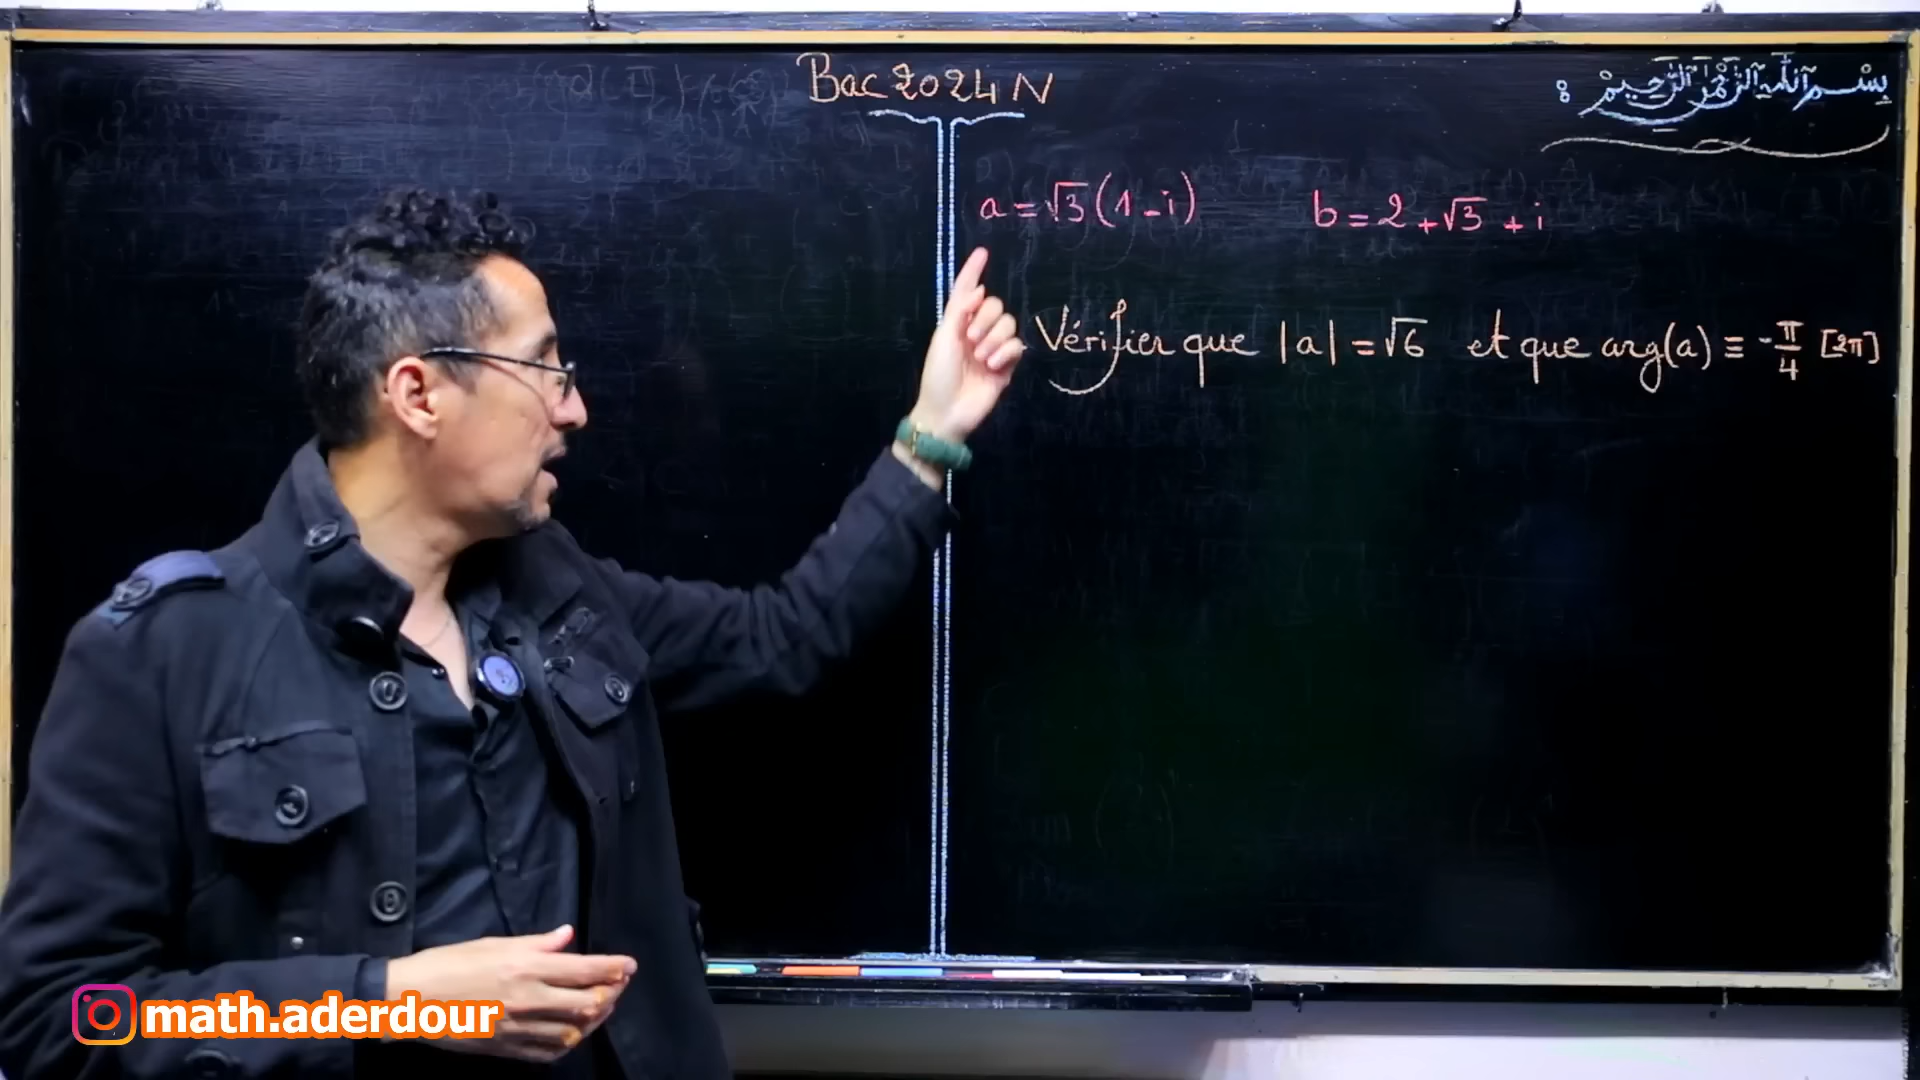 Bac 2024 N
بسم الله الرحمن الرحيم :
a = √3(1 - i)   b = 2 + √3 + i
Vérifier que |a| = √6 et que arg(a) ≡ -π/4 [2π]
math.aderdour